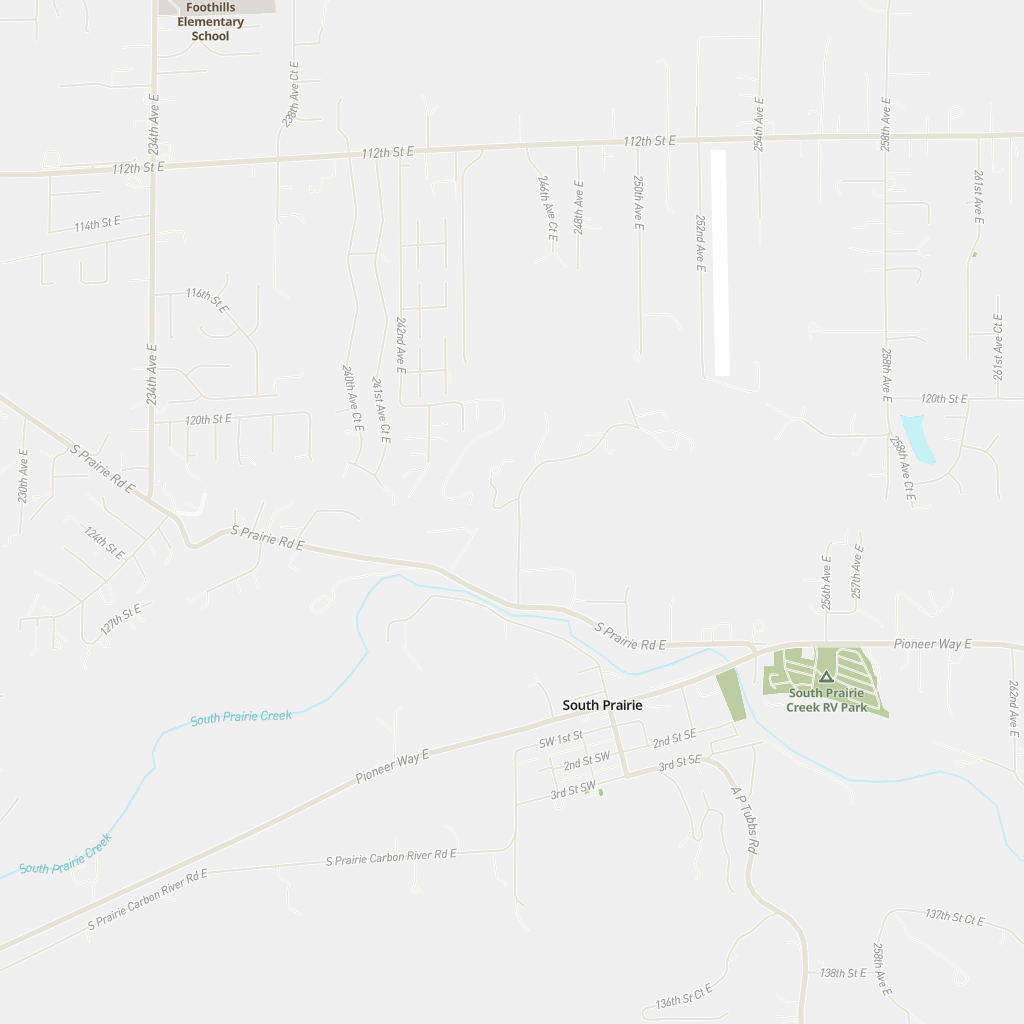 Foothills
Elementary
School
238th Ave Ct E
234th Ave E
254th Ave E
258th Ave E
112th St E
112th St E
112th St E
246th Ave Ct E
248th Ave E
250th Ave E
261st Ave E
114th St E
252nd Ave E
116th St E
242nd Ave E
261st Ave Ct E
234th Ave E
240th Ave Ct E
241st Ave Ct E
258th Ave E
120th St E
120th St E
S Prairie Rd E
230th Ave E
258th Ave Ct E
124th St E
S Prairie Rd E
256th Ave E
257th Ave E
127th St E
S Prairie Rd E
Pioneer Way E
South Prairie
Creek RV Park
262nd Ave E
South Prairie
South Prairie Creek
SW 1st St
2nd St SE
2nd St SW
3rd St SE
Pioneer Way E
3rd St SW
A P Tubbs Rd
South Prairie Creek
S Prairie Carbon River Rd E
S Prairie Carbon River Rd E
137th St Ct E
258th Ave E
138th St E
136th St Ct E